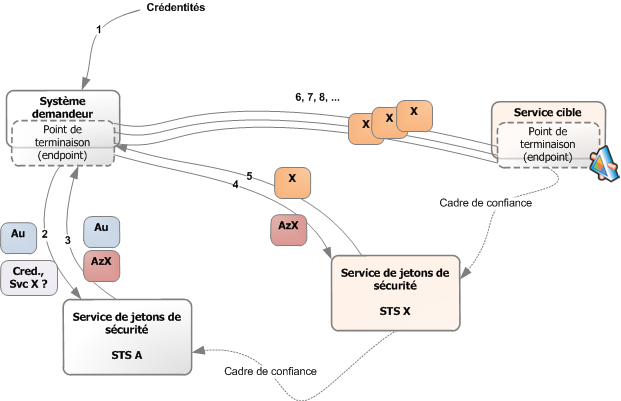 Crédentités
1
6, 7, 8, ...
Système
demandeur
Point de
terminaison
(endpoint)
X
X
X
Service cible
Point de
terminaison
(endpoint)
5
4
X
AzX
Cadre de confiance
Au
2
3
Au
AzX
Cred.,
Svc X ?
Service de jetons de
sécurité
STS X
Service de jetons de
sécurité
STS A
Cadre de confiance